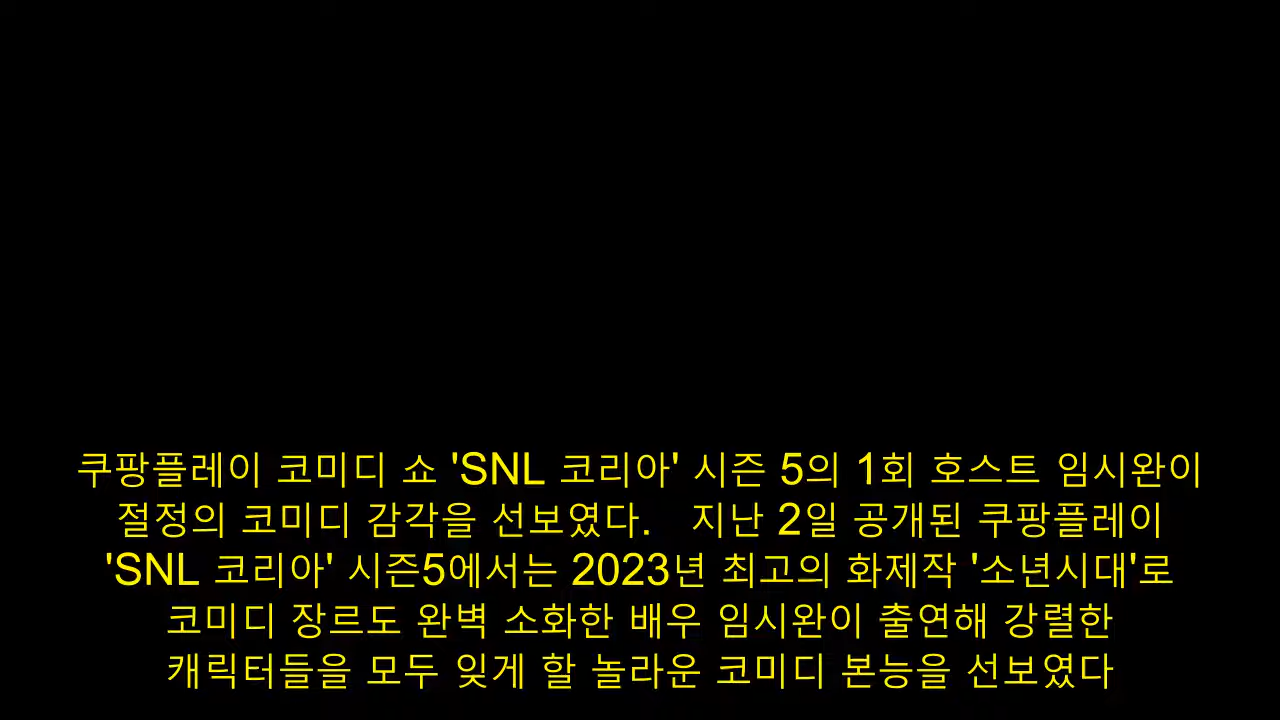 쿠팡플레이 코미디 쇼 'SNL 코리아' 시즌 5의 1회 호스트 임시완이
절정의 코미디 감각을 선보였다.   지난 2일 공개된 쿠팡플레이
'SNL 코리아' 시즌5에서는 2023년 최고의 화제작 '소년시대'로
코미디 장르도 완벽 소화한 배우 임시완이 출연해 강렬한
캐릭터들을 모두 잊게 할 놀라운 코미디 본능을 선보였다